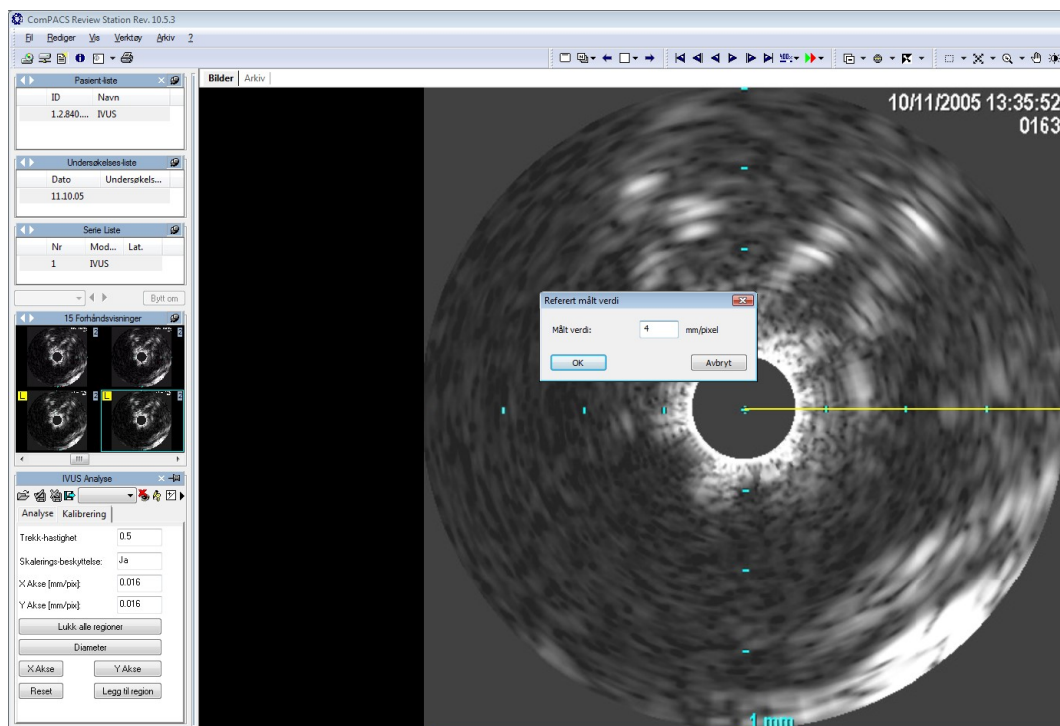 ComPACS Review Station Rev. 10.5.3
Fil Rediger Vis Verktøy Arkiv ?
Pasient-liste
ID Navn
1.2.840.... IVUS
Undersøkelses-liste
Dato Undersøkels...
11.10.05
Serie Liste
Nr Mod... Lat.
1 IVUS
Bytt om
15 Forhåndsvisninger
2 2
L 2 L 2
IVUS Analyse
Analyse Kalibrering
Trekk-hastighet 0.5
Skalerings-beskyttelse: Ja
X Akse [mm/pix]: 0.016
Y Akse [mm/pix]: 0.016
Lukk alle regioner
Diameter
X Akse Y Akse
Reset Legg til region
Bilder Arkiv
10/11/2005 13:35:52
0163
Referert målt verdi
Målt verdi: 4 mm/pixel
OK Avbryt
1 mm